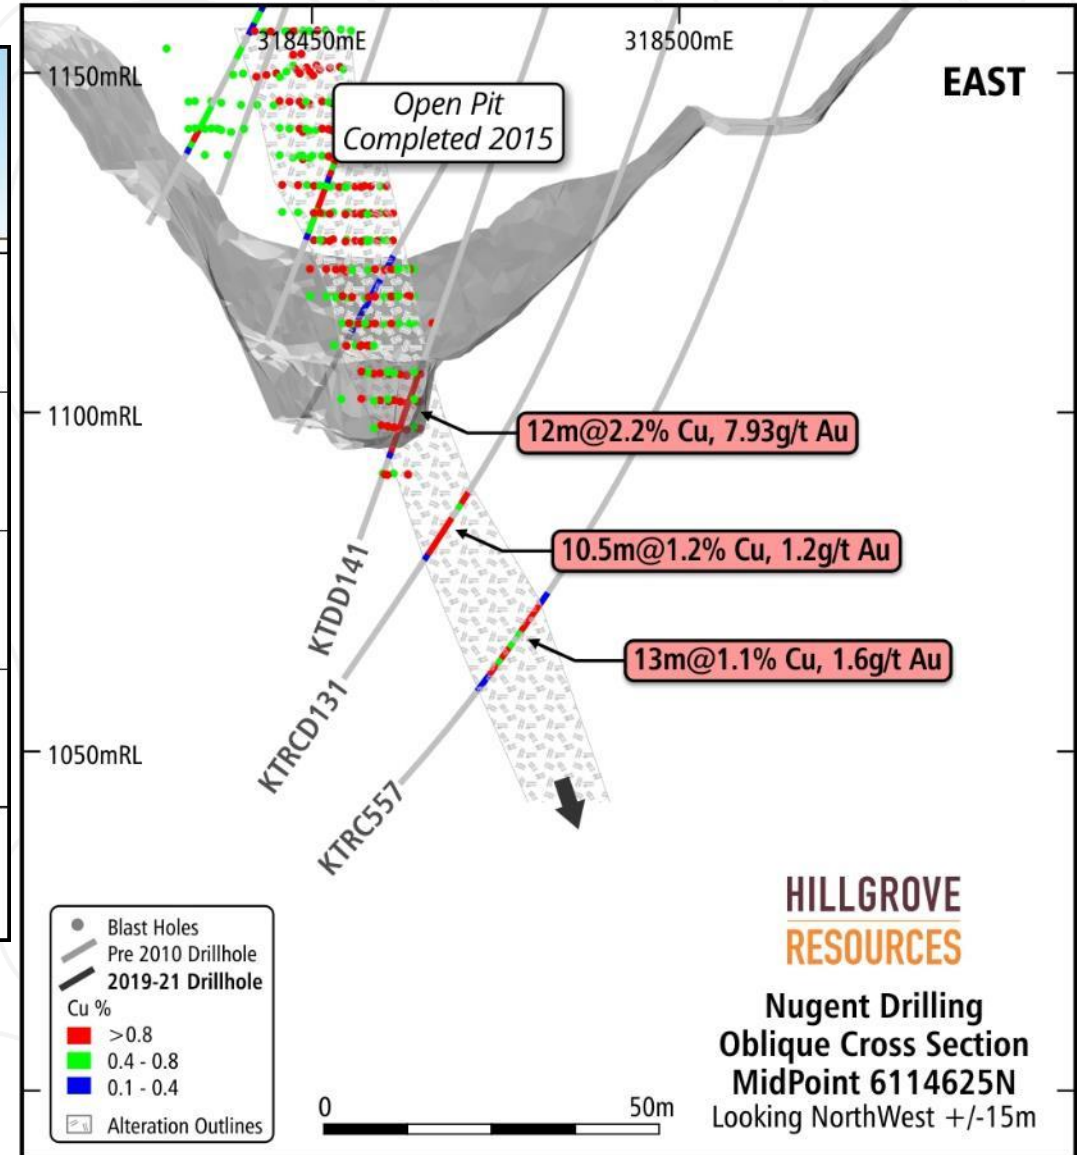 318450mE
318500mE
1150mRL
EAST
Open Pit
Completed 2015
1100mRL
12m@2.2% Cu, 7.93g/t Au
10.5m@1.2% Cu, 1.2g/t Au
KTDD141
13m@1.1% Cu, 1.6g/t Au
KTRCD131
1050mRL
KTRC557
HILLGROVE
RESOURCES
Blast Holes
Pre 2010 Drillhole
2019-21 Drillhole
Cu %
>0.8
0.4 - 0.8
0.1 - 0.4
Alteration Outlines
0 50m
Nugent Drilling
Oblique Cross Section
MidPoint 6114625N
Looking NorthWest +/-15m